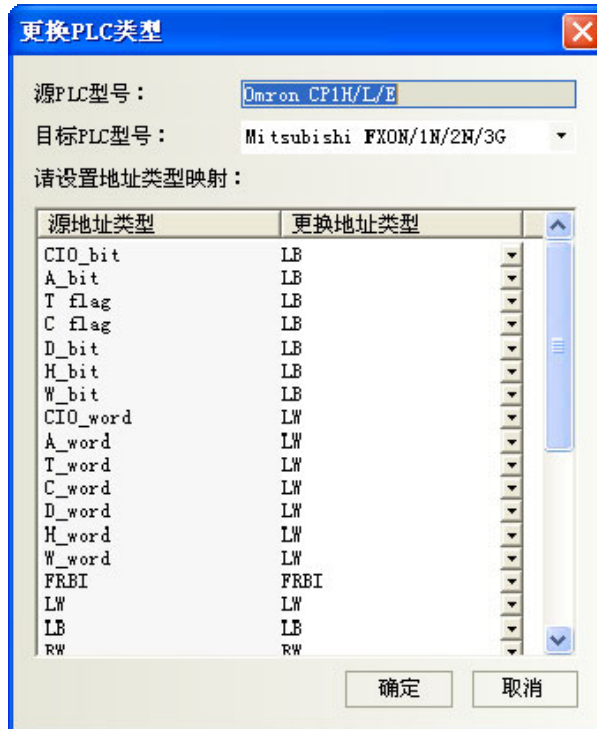 更换PLC类型
源PLC型号： Omron CP1H/L/E
目标PLC型号： Mitsubishi FX0N/1N/2N/3G
请设置地址类型映射：
源地址类型 更换地址类型
CIO_bit LB
A_bit LB
T flag LB
C flag LB
D_bit LB
H_bit LB
W_bit LB
CIO_word LW
A_word LW
T_word LW
C_word LW
D_word LW
H_word LW
W_word LW
FRBI FRBI
LW LW
LB LB
RW RW
确定 取消